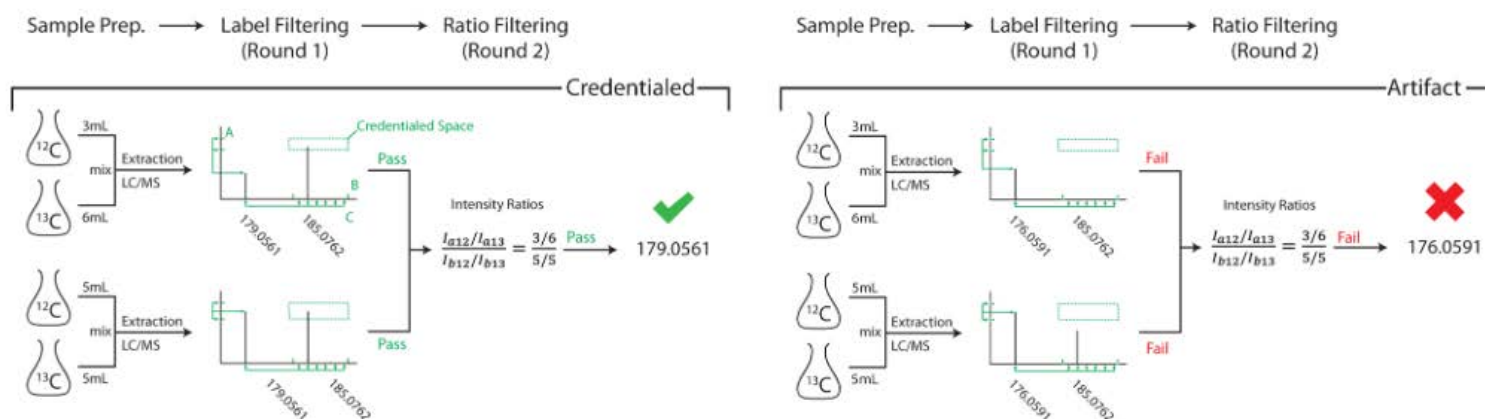 Sample Prep. Label Filtering (Round 1) Ratio Filtering (Round 2)
Credentialed
12C
3mL
mix
13C
6mL
Extraction
LC/MS
A
Credentialed Space
B
C
179.0561
185.0762
Pass
12C
5mL
mix
13C
5mL
Extraction
LC/MS
179.0561
185.0762
Pass
Intensity Ratios
Ia12/Ia13 / Ib12/Ib13 = 3/6 / 5/5
Pass
179.0561
Sample Prep. Label Filtering (Round 1) Ratio Filtering (Round 2)
Artifact
12C
3mL
mix
13C
6mL
Extraction
LC/MS
176.0591
185.0762
Fail
12C
5mL
mix
13C
5mL
Extraction
LC/MS
176.0591
185.0762
Fail
Intensity Ratios
Ia12/Ia13 / Ib12/Ib13 = 3/6 / 5/5
Fail
176.0591